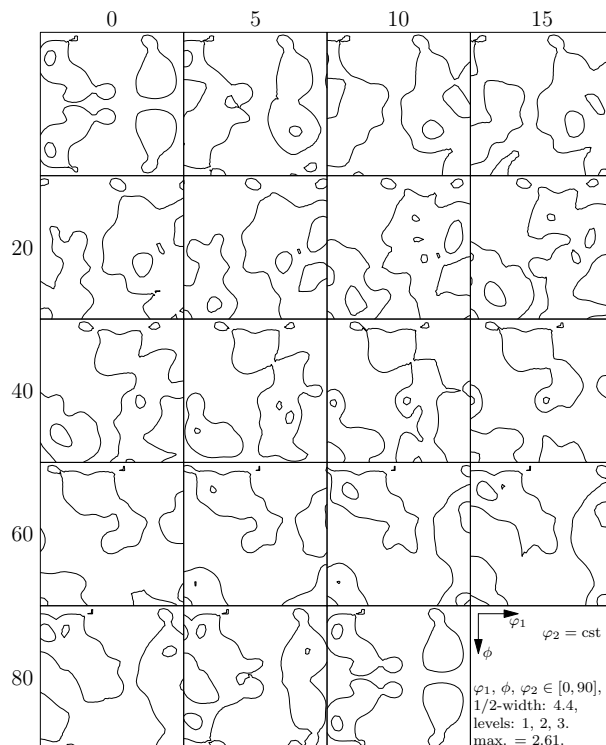 0 5 10 15
20
40
60
80
φ₁
φ₂ = cst
ϕ
φ₁, ϕ, φ₂ ∈ [0, 90],
1/2-width: 4.4,
levels: 1, 2, 3.
max. = 2.61.